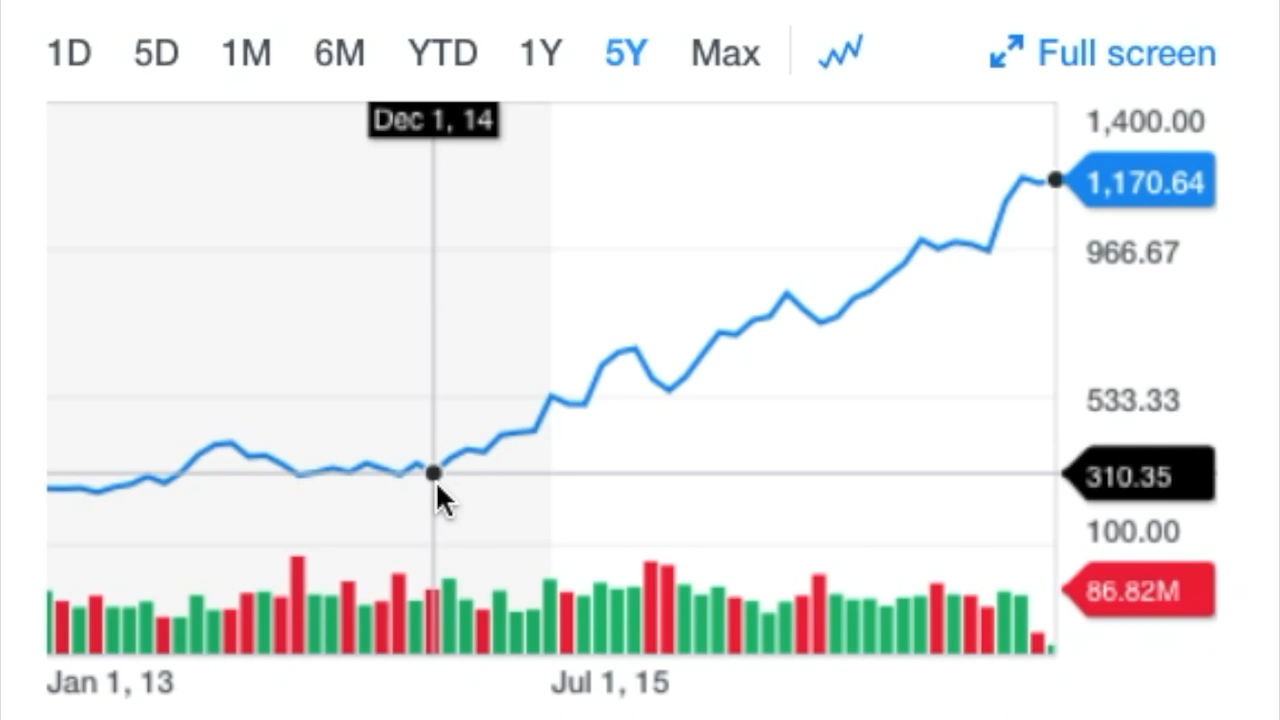 1D 5D 1M 6M YTD 1Y 5Y Max Full screen
Dec 1, 14
1,400.00
1,170.64
966.67
533.33
310.35
100.00
86.82M
Jan 1, 13 Jul 1, 15